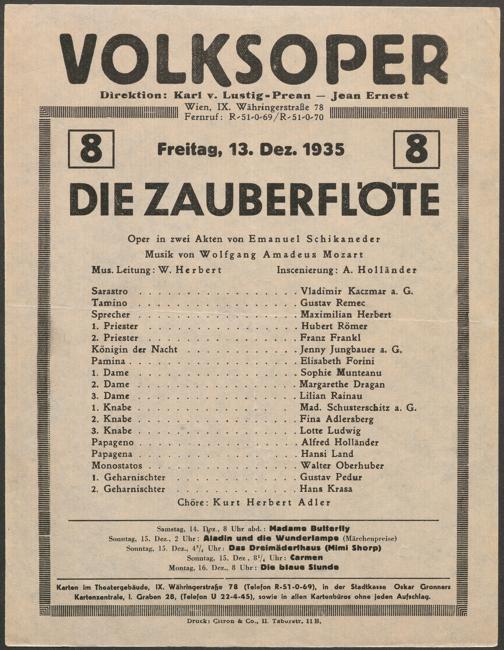 VOLKSOPER
Direktion: Karl v. Lustig-Prean — Jean Ernest
Wien, IX. Währingerstraße 78
Fernruf: R-51-0-69/R-51-0-70
8 Freitag, 13. Dez. 1935 8
DIE ZAUBERFLÖTE
Oper in zwei Akten von Emanuel Schikaneder
Musik von Wolfgang Amadeus Mozart
Mus. Leitung: W. Herbert Inscenierung: A. Holländer
Sarastro . . . . . . . . . . . . . . . . Vladimir Kaczmar a. G.
Tamino . . . . . . . . . . . . . . . . Gustav Remec
Sprecher . . . . . . . . . . . . . . . . Maximilian Herbert
1. Priester . . . . . . . . . . . . . . . . Hubert Römer
2. Priester . . . . . . . . . . . . . . . . Franz Frankl
Königin der Nacht . . . . . . . . . . . . Jenny Jungbauer a. G.
Pamina . . . . . . . . . . . . . . . . Elisabeth Forini
1. Dame . . . . . . . . . . . . . . . . Sophie Munteanu
2. Dame . . . . . . . . . . . . . . . . Margarethe Dragan
3. Dame . . . . . . . . . . . . . . . . Lilian Rainau
1. Knabe . . . . . . . . . . . . . . . . Mad. Schusterschitz a. G.
2. Knabe . . . . . . . . . . . . . . . . Fina Adlersberg
3. Knabe . . . . . . . . . . . . . . . . Lotte Ludwig
Papageno . . . . . . . . . . . . . . . . Alfred Holländer
Papagena . . . . . . . . . . . . . . . . Hansi Land
Monostatos . . . . . . . . . . . . . . . Walter Oberhuber
1. Geharnischter . . . . . . . . . . . . . Gustav Pedur
2. Geharnischter . . . . . . . . . . . . . Hans Krasa
Chöre: Kurt Herbert Adler
Samstag, 14. Dez., 8 Uhr abd.: Madame Butterfly
Sonntag, 15. Dez., 2 Uhr: Aladin und die Wunderlampe (Märchenpreise)
Sonntag, 15. Dez., Uhr: Das Dreimäderlhaus (Mimi Shorp)
Sonntag, 15. Dez., 8¼ Uhr: Carmen
Montag, 16. Dez., 8 Uhr: Die blaue Stunde
Karten im Theatergebäude, IX. Währingerstraße 78 (Telefon R-51-0-69), in der Stadtkasse Oskar Gronners
Kartenzentrale, I. Graben 28, (Telefon U 22-4-45), sowie in allen Kartenbüros ohne jeden Aufschlag.
Druck: Citron & Co., II. Taborstr. 11 B.